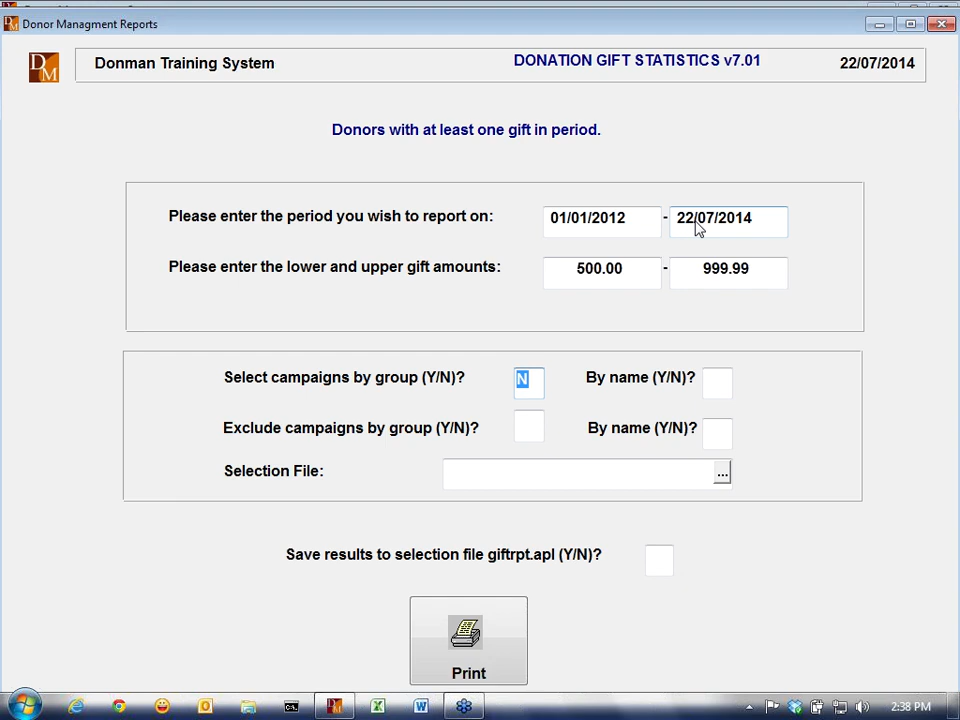 Donor Managment Reports
DM
Donman Training System
DONATION GIFT STATISTICS v7.01
22/07/2014
Donors with at least one gift in period.
Please enter the period you wish to report on: 01/01/2012 - 22/07/2014
Please enter the lower and upper gift amounts: 500.00 - 999.99
Select campaigns by group (Y/N)? N By name (Y/N)?
Exclude campaigns by group (Y/N)? By name (Y/N)?
Selection File: ...
Save results to selection file giftrpt.apl (Y/N)?
Print
2:38 PM